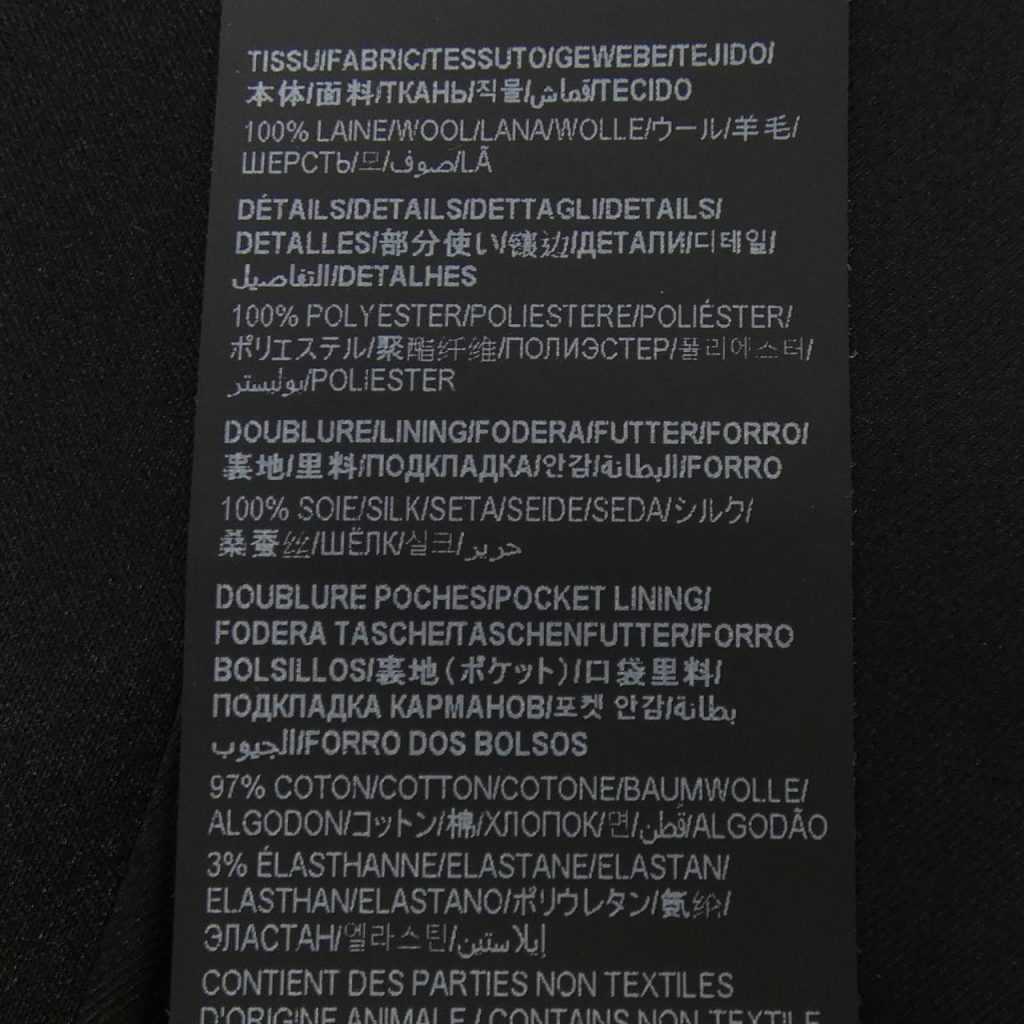 TISSU/FABRIC/TESSUTO/GEWEBE/TEJIDO/
本体/面料/ТКАНЬ/직물/قماش/TECIDO
100% LAINE/WOOL/LANA/WOLLE/ウール/羊毛/
ШЕРСТЬ/모/صوف/LÃ
DÉTAILS/DETAILS/DETTAGLI/DETAILS/
DETALLES/部分使い/镶边/ДЕТАЛИ/디테일/
التفاصيل/DETALHES
100% POLYESTER/POLIESTERE/POLIÉSTER/
ポリエステル/聚酯纤维/ПОЛИЭСТЕР/폴리에스터/
بوليستر/POLIESTER
DOUBLURE/LINING/FODERA/FUTTER/FORRO/
裏地/里料/ПОДКЛАДКА/안감/البطانة/FORRO
100% SOIE/SILK/SETA/SEIDE/SEDA/シルク/
桑蚕丝/ШЁЛК/실크/حرير
DOUBLURE POCHES/POCKET LINING/
FODERA TASCHE/TASCHENFUTTER/FORRO
BOLSILLOS/裏地(ポケット)/口袋里料/
ПОДКЛАДКА КАРМАНОВ/포켓 안감/بطانة
الجيوب/FORRO DOS BOLSOS
97% COTON/COTTON/COTONE/BAUMWOLLE/
ALGODON/コットン/棉/ХЛОПОК/면/قُطن/ALGODÃO
3% ÉLASTHANNE/ELASTANE/ELASTAN/
ELASTHAN/ELASTANO/ポリウレタン/氨纶/
ЭЛАСТАН/엘라스틴/إيلاستين
CONTIENT DES PARTIES NON TEXTILES
D'ORIGINE ANIMALE / CONTAINS NON TEXTILE